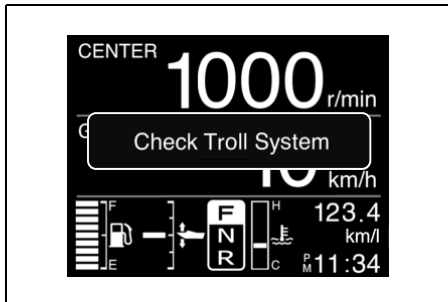 CENTER
1000 r/min
G
Check Troll System
km/h
F
F
H
123.4
N
km/l
E
R
C
PM 11:34